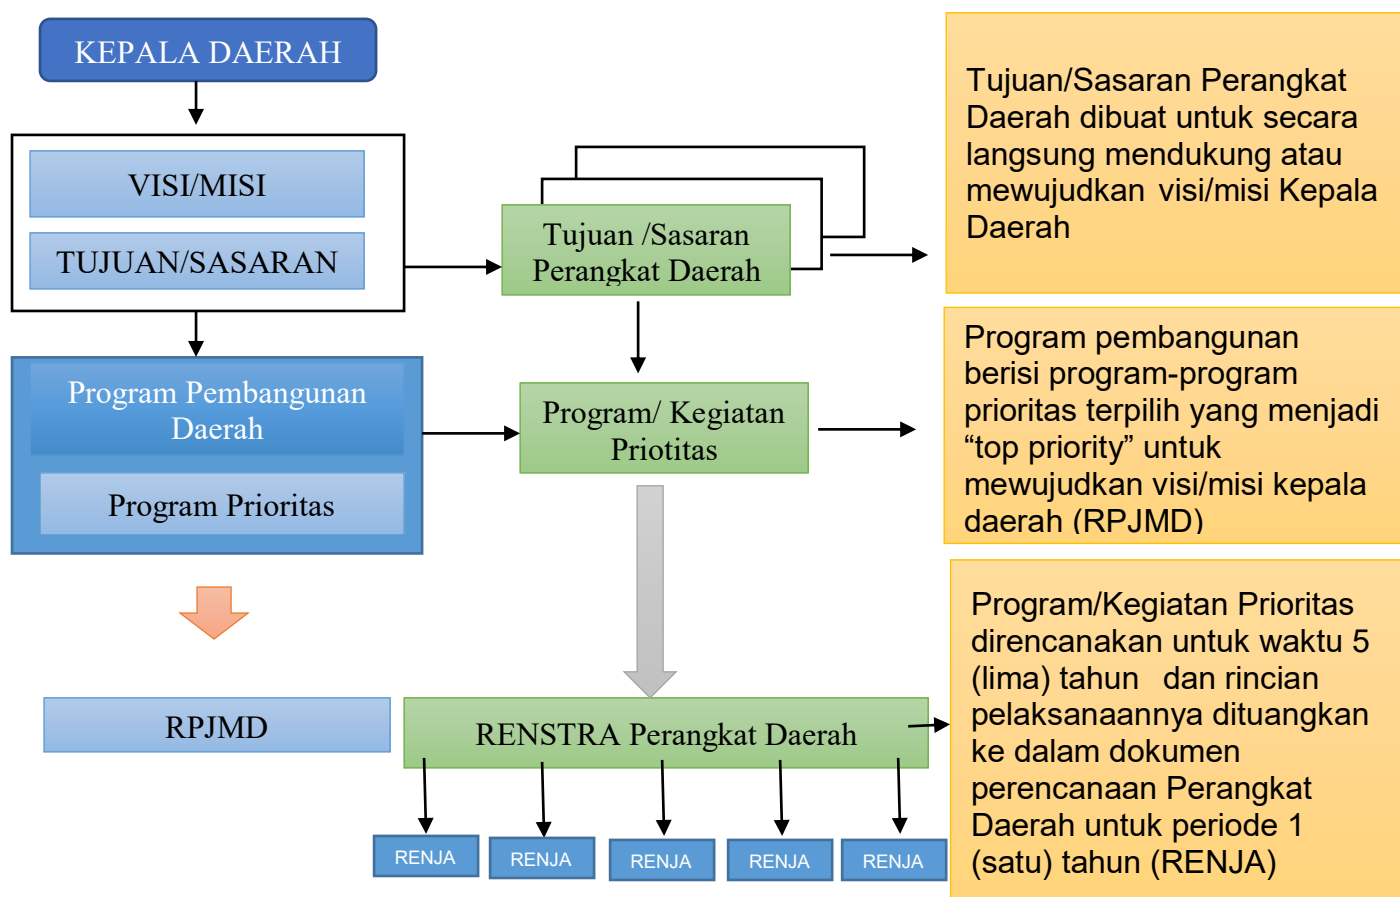 KEPALA DAERAH
VISI/MISI
TUJUAN/SASARAN
Tujuan /Sasaran
Perangkat Daerah
Tujuan/Sasaran Perangkat
Daerah dibuat untuk secara
langsung mendukung atau
mewujudkan visi/misi Kepala
Daerah
Program Pembangunan
Daerah
Program Prioritas
Program/ Kegiatan
Priotitas
Program pembangunan
berisi program-program
prioritas terpilih yang menjadi
“top priority” untuk
mewujudkan visi/misi kepala
daerah (RPJMD)
RPJMD
RENSTRA Perangkat Daerah
Program/Kegiatan Prioritas
direncanakan untuk waktu 5
(lima) tahun dan rincian
pelaksanaannya dituangkan
ke dalam dokumen
perencanaan Perangkat
Daerah untuk periode 1
(satu) tahun (RENJA)
RENJA
RENJA
RENJA
RENJA
RENJA